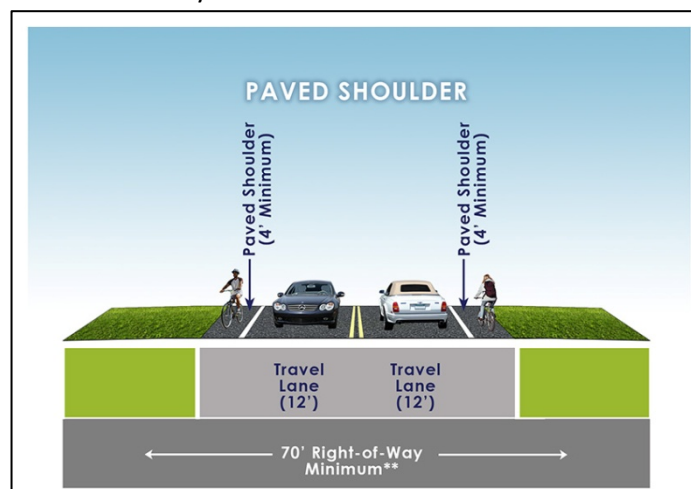 PAVED SHOULDER
Paved Shoulder
(4' Minimum)
Paved Shoulder
(4' Minimum)
Travel
Lane
(12')
Travel
Lane
(12')
70' Right-of-Way
Minimum**